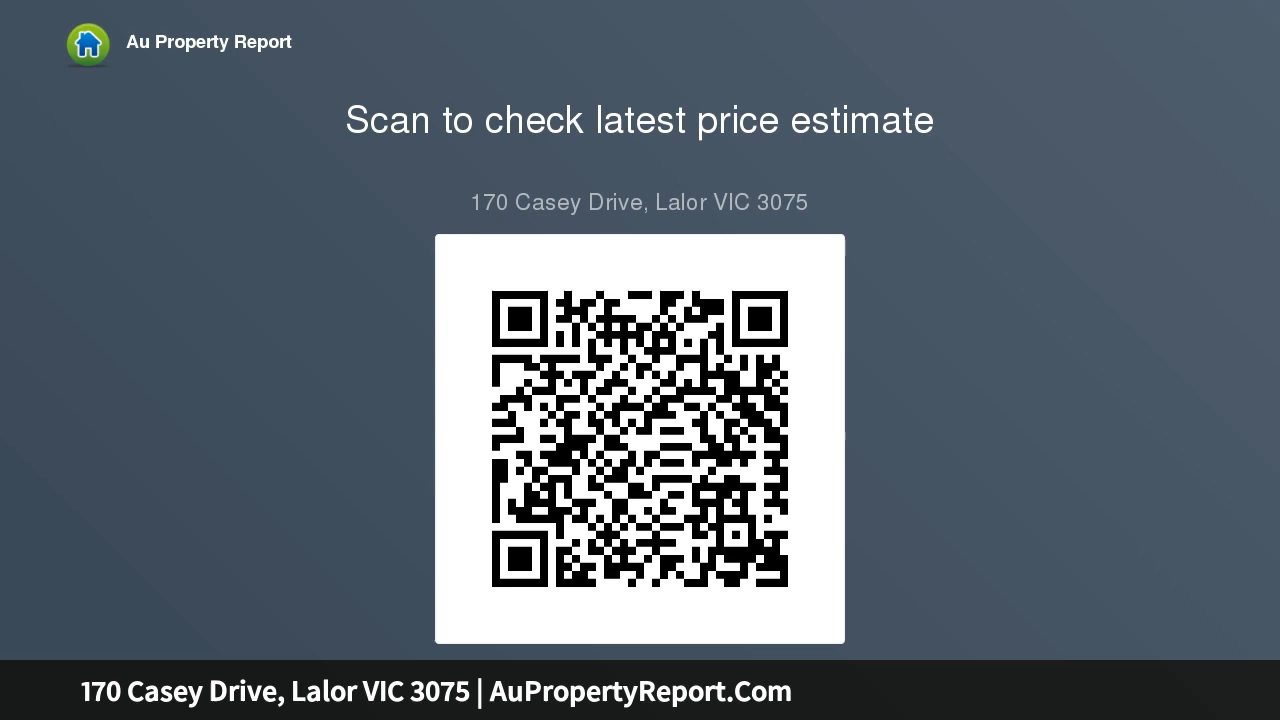 Au Property Report
Scan to check latest price estimate
170 Casey Drive, Lalor VIC 3075
170 Casey Drive, Lalor VIC 3075 | AuPropertyReport.Com